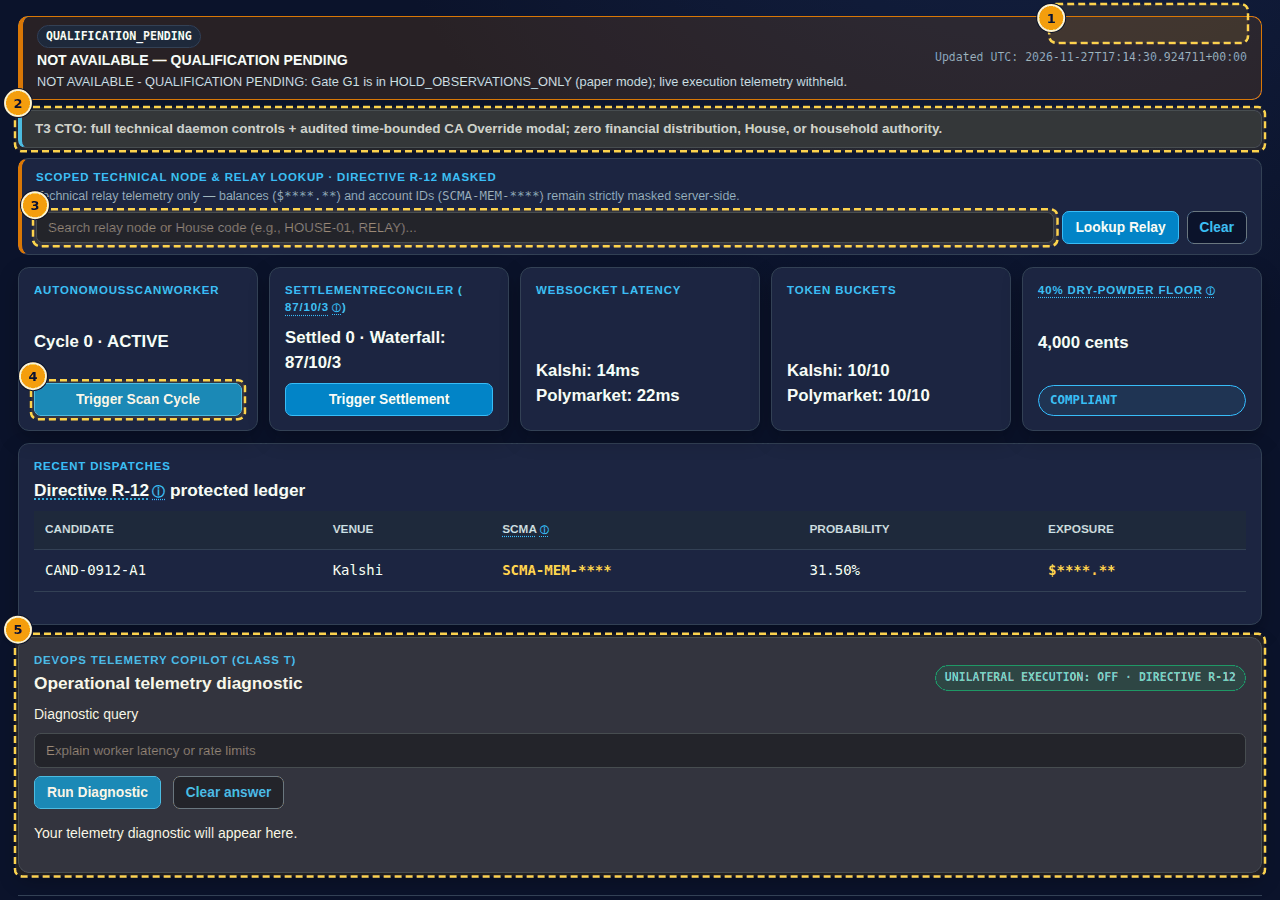 1
QUALIFICATION_PENDING
NOT AVAILABLE — QUALIFICATION PENDING
Updated UTC: 2026-11-27T17:14:30.924711+00:00
NOT AVAILABLE - QUALIFICATION PENDING: Gate G1 is in HOLD_OBSERVATIONS_ONLY (paper mode); live execution telemetry withheld.
2
T3 CTO: full technical daemon controls + audited time-bounded CA Override modal; zero financial distribution, House, or household authority.
SCOPED TECHNICAL NODE & RELAY LOOKUP · DIRECTIVE R-12 MASKED
Technical relay telemetry only — balances ($****.**) and account IDs (SCMA-MEM-****) remain strictly masked server-side.
3
Search relay node or House code (e.g., HOUSE-01, RELAY)...
Lookup Relay
Clear
AUTONOMOUSSCANWORKER
Cycle 0 · ACTIVE
4
Trigger Scan Cycle
SETTLEMENTRECONCILER (
87/10/3 ⓘ)
Settled 0 · Waterfall:
87/10/3
Trigger Settlement
WEBSOCKET LATENCY
Kalshi: 14ms
Polymarket: 22ms
TOKEN BUCKETS
Kalshi: 10/10
Polymarket: 10/10
40% DRY-POWDER FLOOR ⓘ
4,000 cents
COMPLIANT
RECENT DISPATCHES
Directive R-12 ⓘ protected ledger
CANDIDATE VENUE SCMA ⓘ PROBABILITY EXPOSURE
CAND-0912-A1 Kalshi SCMA-MEM-**** 31.50% $****.**
5
DEVOPS TELEMETRY COPILOT (CLASS T)
Operational telemetry diagnostic
UNILATERAL EXECUTION: OFF · DIRECTIVE R-12
Diagnostic query
Explain worker latency or rate limits
Run Diagnostic
Clear answer
Your telemetry diagnostic will appear here.